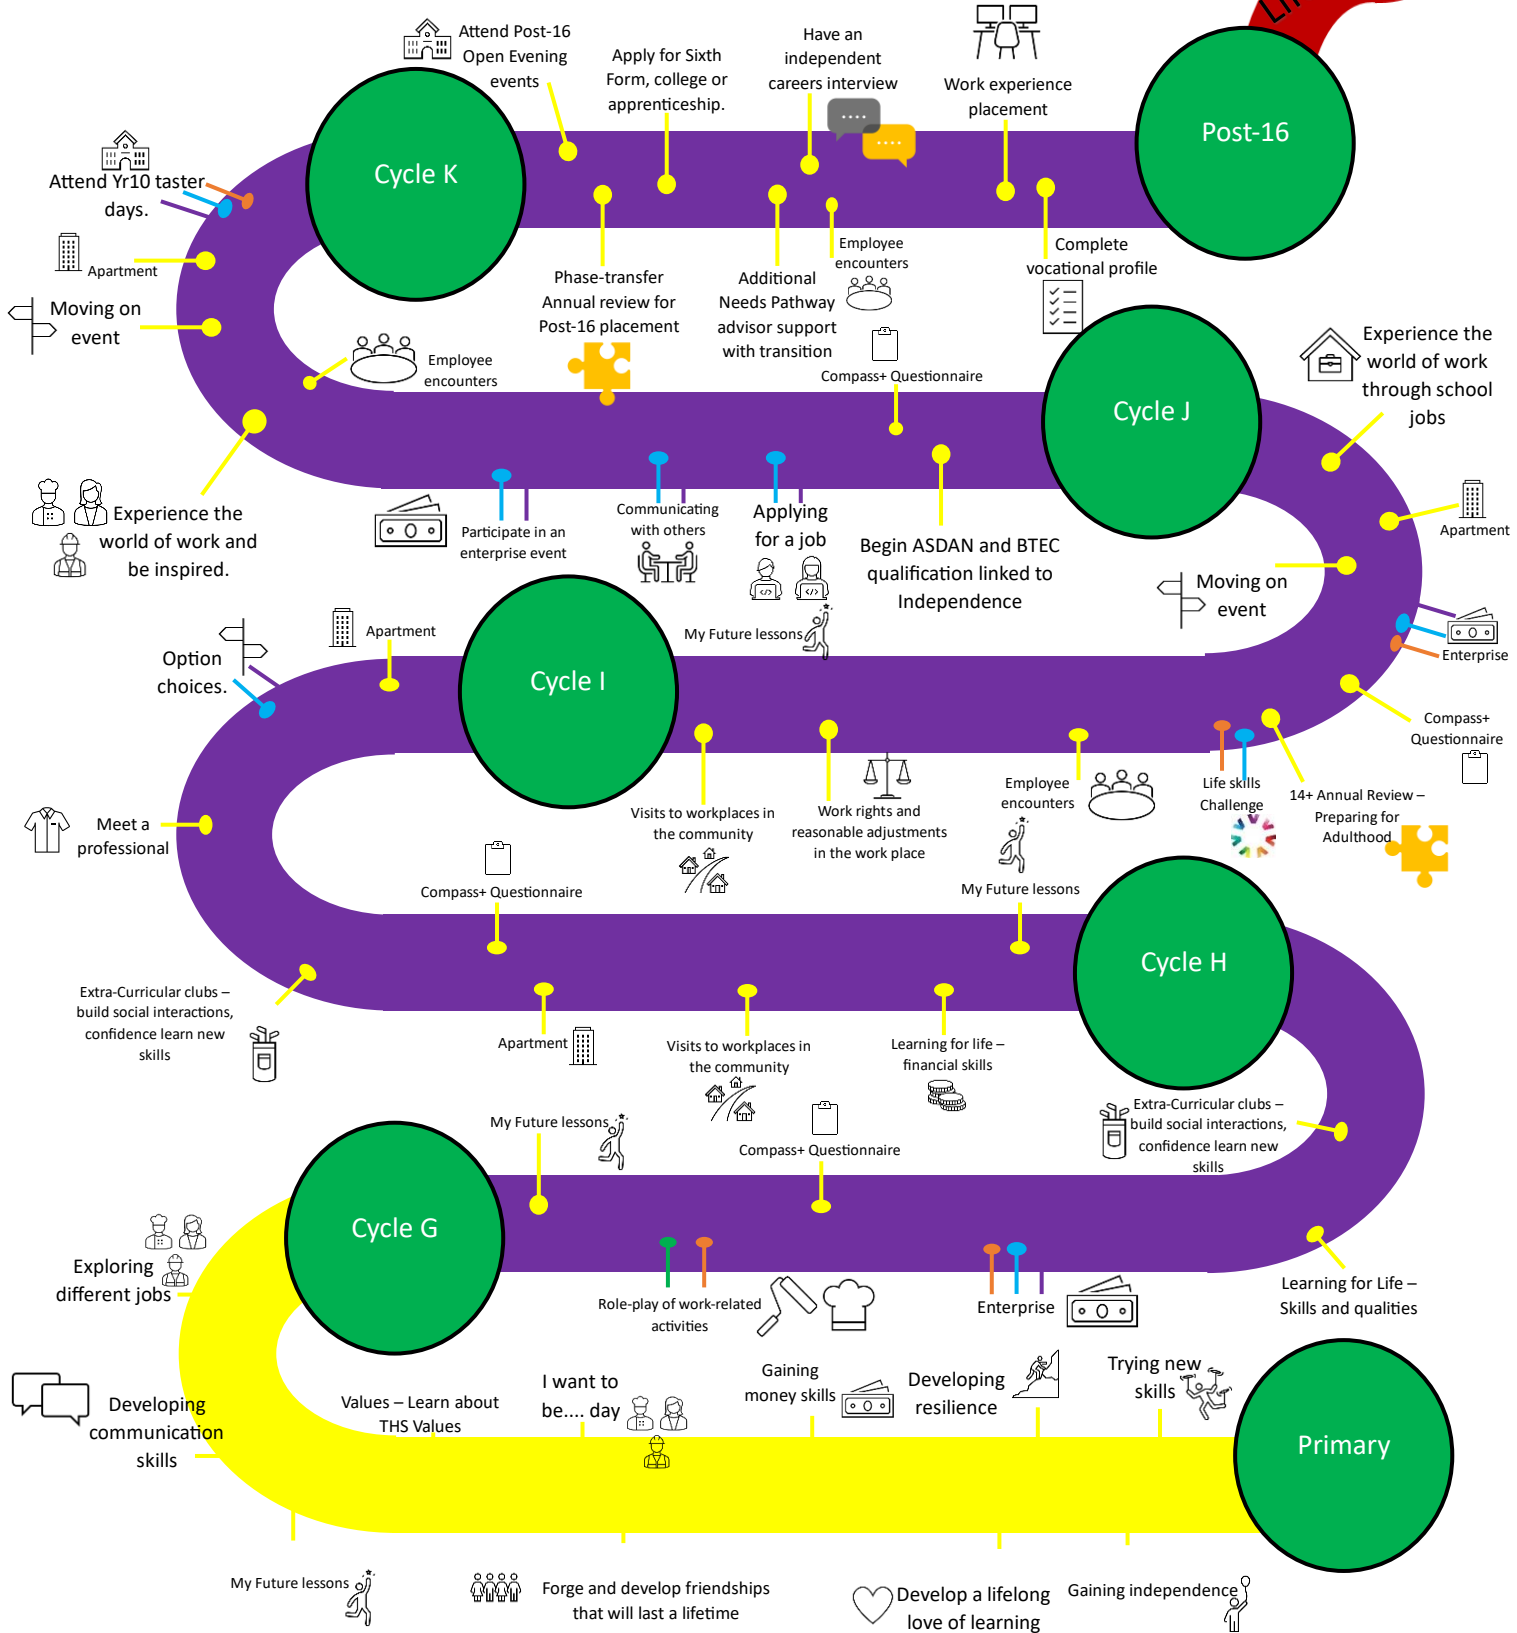 Attend Post-16
Open Evening
events
Apply for Sixth
Form, college or
apprenticeship.
Have an
independent
careers interview
Work experience
placement
Post-16
Cycle K
Attend Yr10 taster
days.
Apartment
Moving on
event
Employee
encounters
Phase-transfer
Annual review for
Post-16 placement
Additional
Needs Pathway
advisor support
with transition
Employee
encounters
Complete
vocational profile
Compass+ Questionnaire
Cycle J
Experience the
world of work
through school
jobs
Apartment
Moving on
event
Enterprise
Compass+
Questionnaire
Experience the
world of work and
be inspired.
Participate in an
enterprise event
Communicating
with others
Applying
for a job
Begin ASDAN and BTEC
qualification linked to
Independence
My Future lessons
Option
choices.
Apartment
Cycle I
Meet a
professional
Visits to workplaces in
the community
Work rights and
reasonable adjustments
in the work place
Employee
encounters
Life skills
Challenge
14+ Annual Review –
Preparing for
Adulthood
Compass+ Questionnaire
My Future lessons
Cycle H
Extra-Curricular clubs –
build social interactions,
confidence learn new
skills
Apartment
Visits to workplaces in
the community
Learning for life –
financial skills
Extra-Curricular clubs –
build social interactions,
confidence learn new
skills
My Future lessons
Compass+ Questionnaire
Cycle G
Exploring
different jobs
Role-play of work-related
activities
Enterprise
Learning for Life –
Skills and qualities
Developing
communication
skills
Values – Learn about
THS Values
I want to
be.... day
Gaining
money skills
Developing
resilience
Trying new
skills
Primary
My Future lessons
Forge and develop friendships
that will last a lifetime
Develop a lifelong
love of learning
Gaining independence